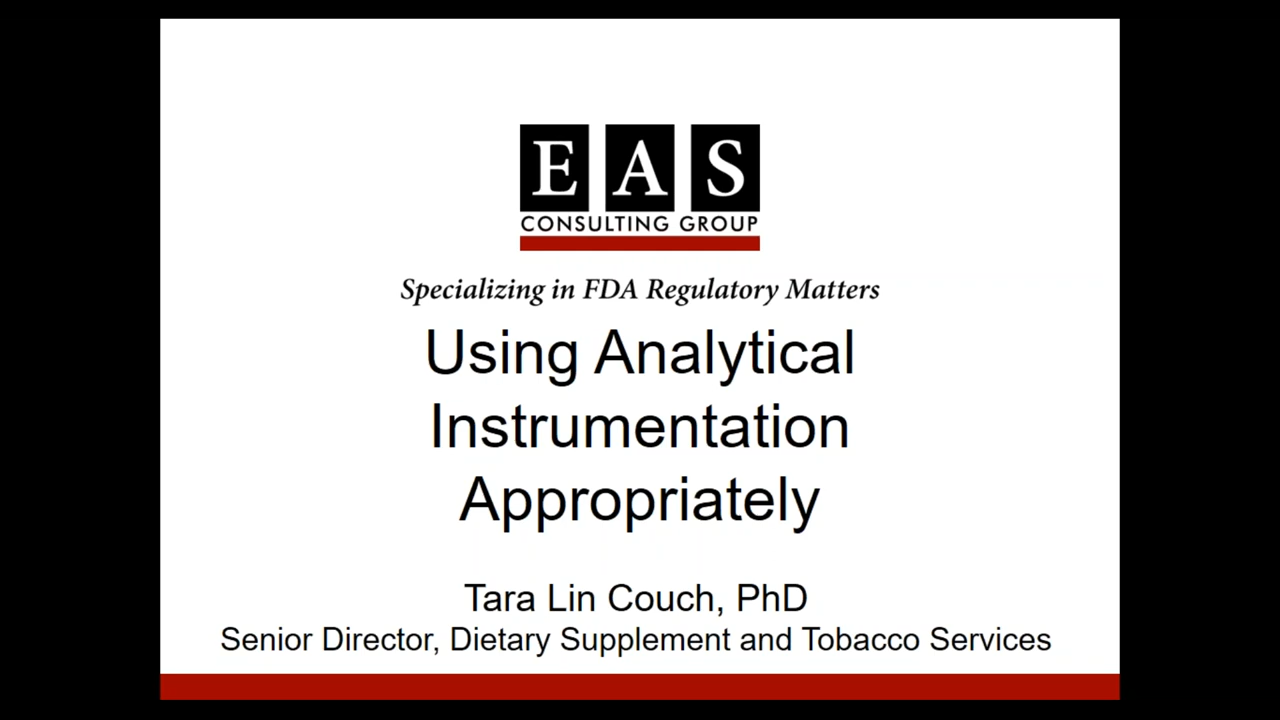 EAS
CONSULTING GROUP
Specializing in FDA Regulatory Matters
Using Analytical
Instrumentation
Appropriately
Tara Lin Couch, PhD
Senior Director, Dietary Supplement and Tobacco Services